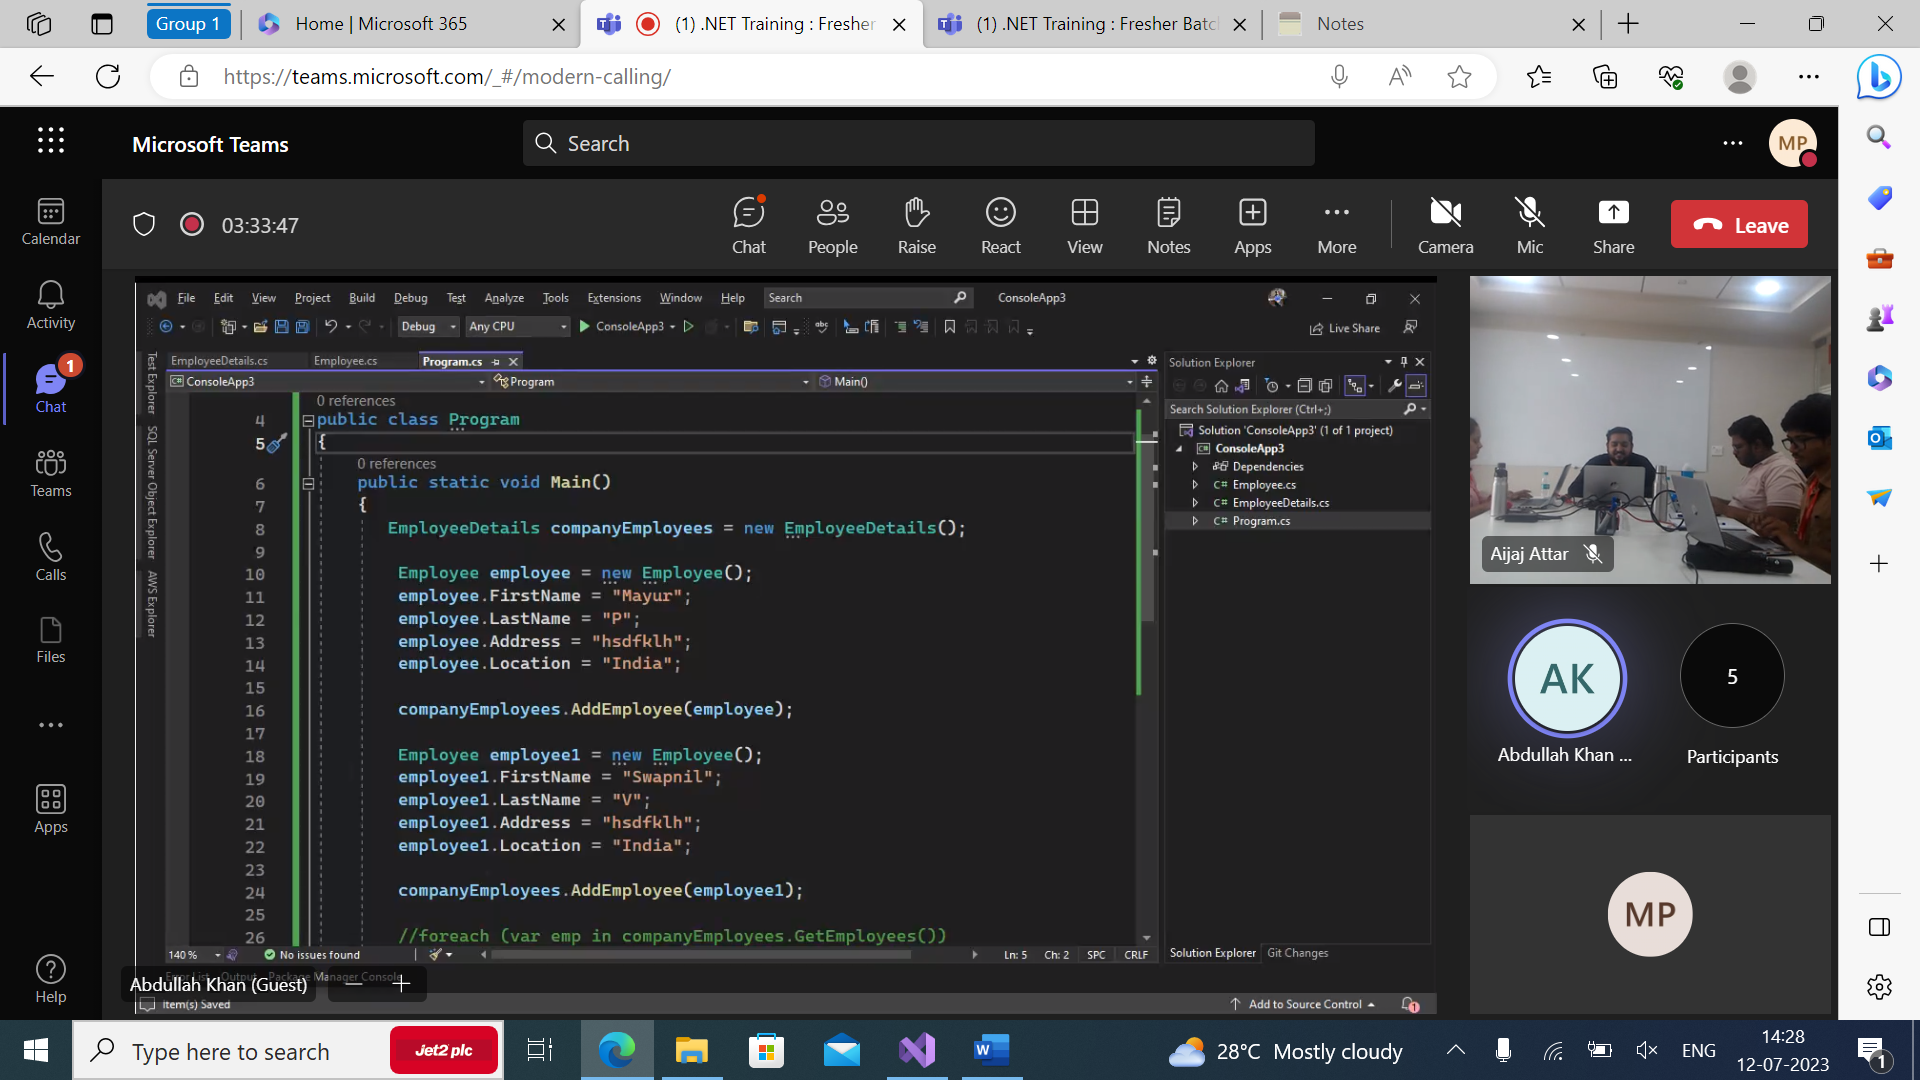 Group 1
Home | Microsoft 365
(1) .NET Training : Fresher
(1) .NET Training : Fresher Batc
Notes
https://teams.microsoft.com/_#/modern-calling/
Microsoft Teams
Search
MP
03:33:47
Chat
People
Raise
React
View
Notes
Apps
More
Camera
Mic
Share
Leave
Calendar
Activity
1
Chat
Teams
Calls
Files
Apps
Help
File Edit View Project Build Debug Test Analyze Tools Extensions Window Help
Search
ConsoleApp3
Debug
Any CPU
ConsoleApp3
Live Share
Test Explorer
SQL Server Object Explorer
AWS Explorer
EmployeeDetails.cs
Employee.cs
Program.cs
ConsoleApp3
Program
Main()
0 references
4 public class Program
5 {
0 references
6 public static void Main()
7 {
8 EmployeeDetails companyEmployees = new EmployeeDetails();
9
10 Employee employee = new Employee();
11 employee.FirstName = "Mayur";
12 employee.LastName = "P";
13 employee.Address = "hsdfklh";
14 employee.Location = "India";
15
16 companyEmployees.AddEmployee(employee);
17
18 Employee employee1 = new Employee();
19 employee1.FirstName = "Swapnil";
20 employee1.LastName = "V";
21 employee1.Address = "hsdfklh";
22 employee1.Location = "India";
23
24 companyEmployees.AddEmployee(employee1);
25
26 //foreach (var emp in companyEmployees.GetEmployees())
140 %
No issues found
Ln: 5 Ch: 2 SPC CRLF
Error List Output Package Manager Console
Item(s) Saved
Add to Source Control
1
Solution Explorer
Search Solution Explorer (Ctrl+;)
Solution 'ConsoleApp3' (1 of 1 project)
ConsoleApp3
Dependencies
C# Employee.cs
C# EmployeeDetails.cs
C# Program.cs
Solution Explorer
Git Changes
Abdullah Khan (Guest)
Aijaj Attar
AK
Abdullah Khan ...
5
Participants
MP
Type here to search
Jet2 plc
28°C Mostly cloudy
ENG
14:28
12-07-2023
1